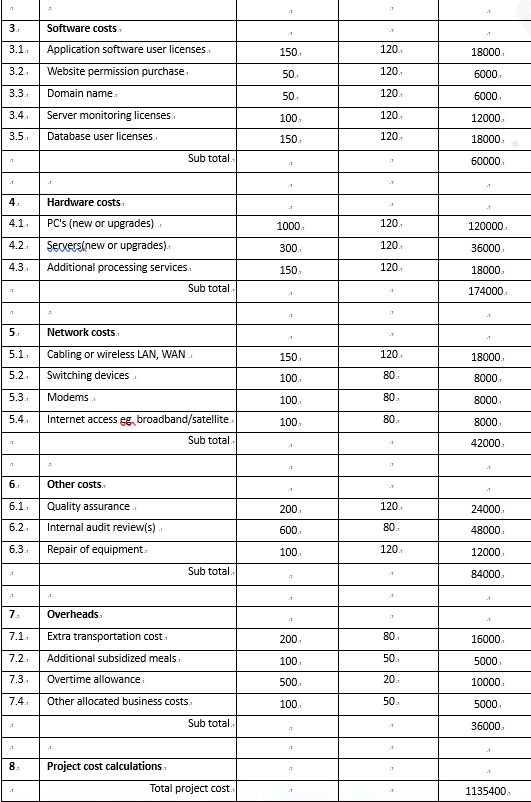 3 Software costs
3.1 Application software user licenses 150 120 18000
3.2 Website permission purchase 50 120 6000
3.3 Domain name 50 120 6000
3.4 Server monitoring licenses 100 120 12000
3.5 Database user licenses 150 120 18000
Sub total 60000
4 Hardware costs
4.1 PC's (new or upgrades) 1000 120 120000
4.2 Servers(new or upgrades) 300 120 36000
4.3 Additional processing services 150 120 18000
Sub total 174000
5 Network costs
5.1 Cabling or wireless LAN, WAN 150 120 18000
5.2 Switching devices 100 80 8000
5.3 Modems 100 80 8000
5.4 Internet access eg. broadband/satellite 100 80 8000
Sub total 42000
6 Other costs
6.1 Quality assurance 200 120 24000
6.2 Internal audit review(s) 600 80 48000
6.3 Repair of equipment 100 120 12000
Sub total 84000
7 Overheads
7.1 Extra transportation cost 200 80 16000
7.2 Additional subsidized meals 100 50 5000
7.3 Overtime allowance 500 20 10000
7.4 Other allocated business costs 100 50 5000
Sub total 36000
8 Project cost calculations
Total project cost 1135400